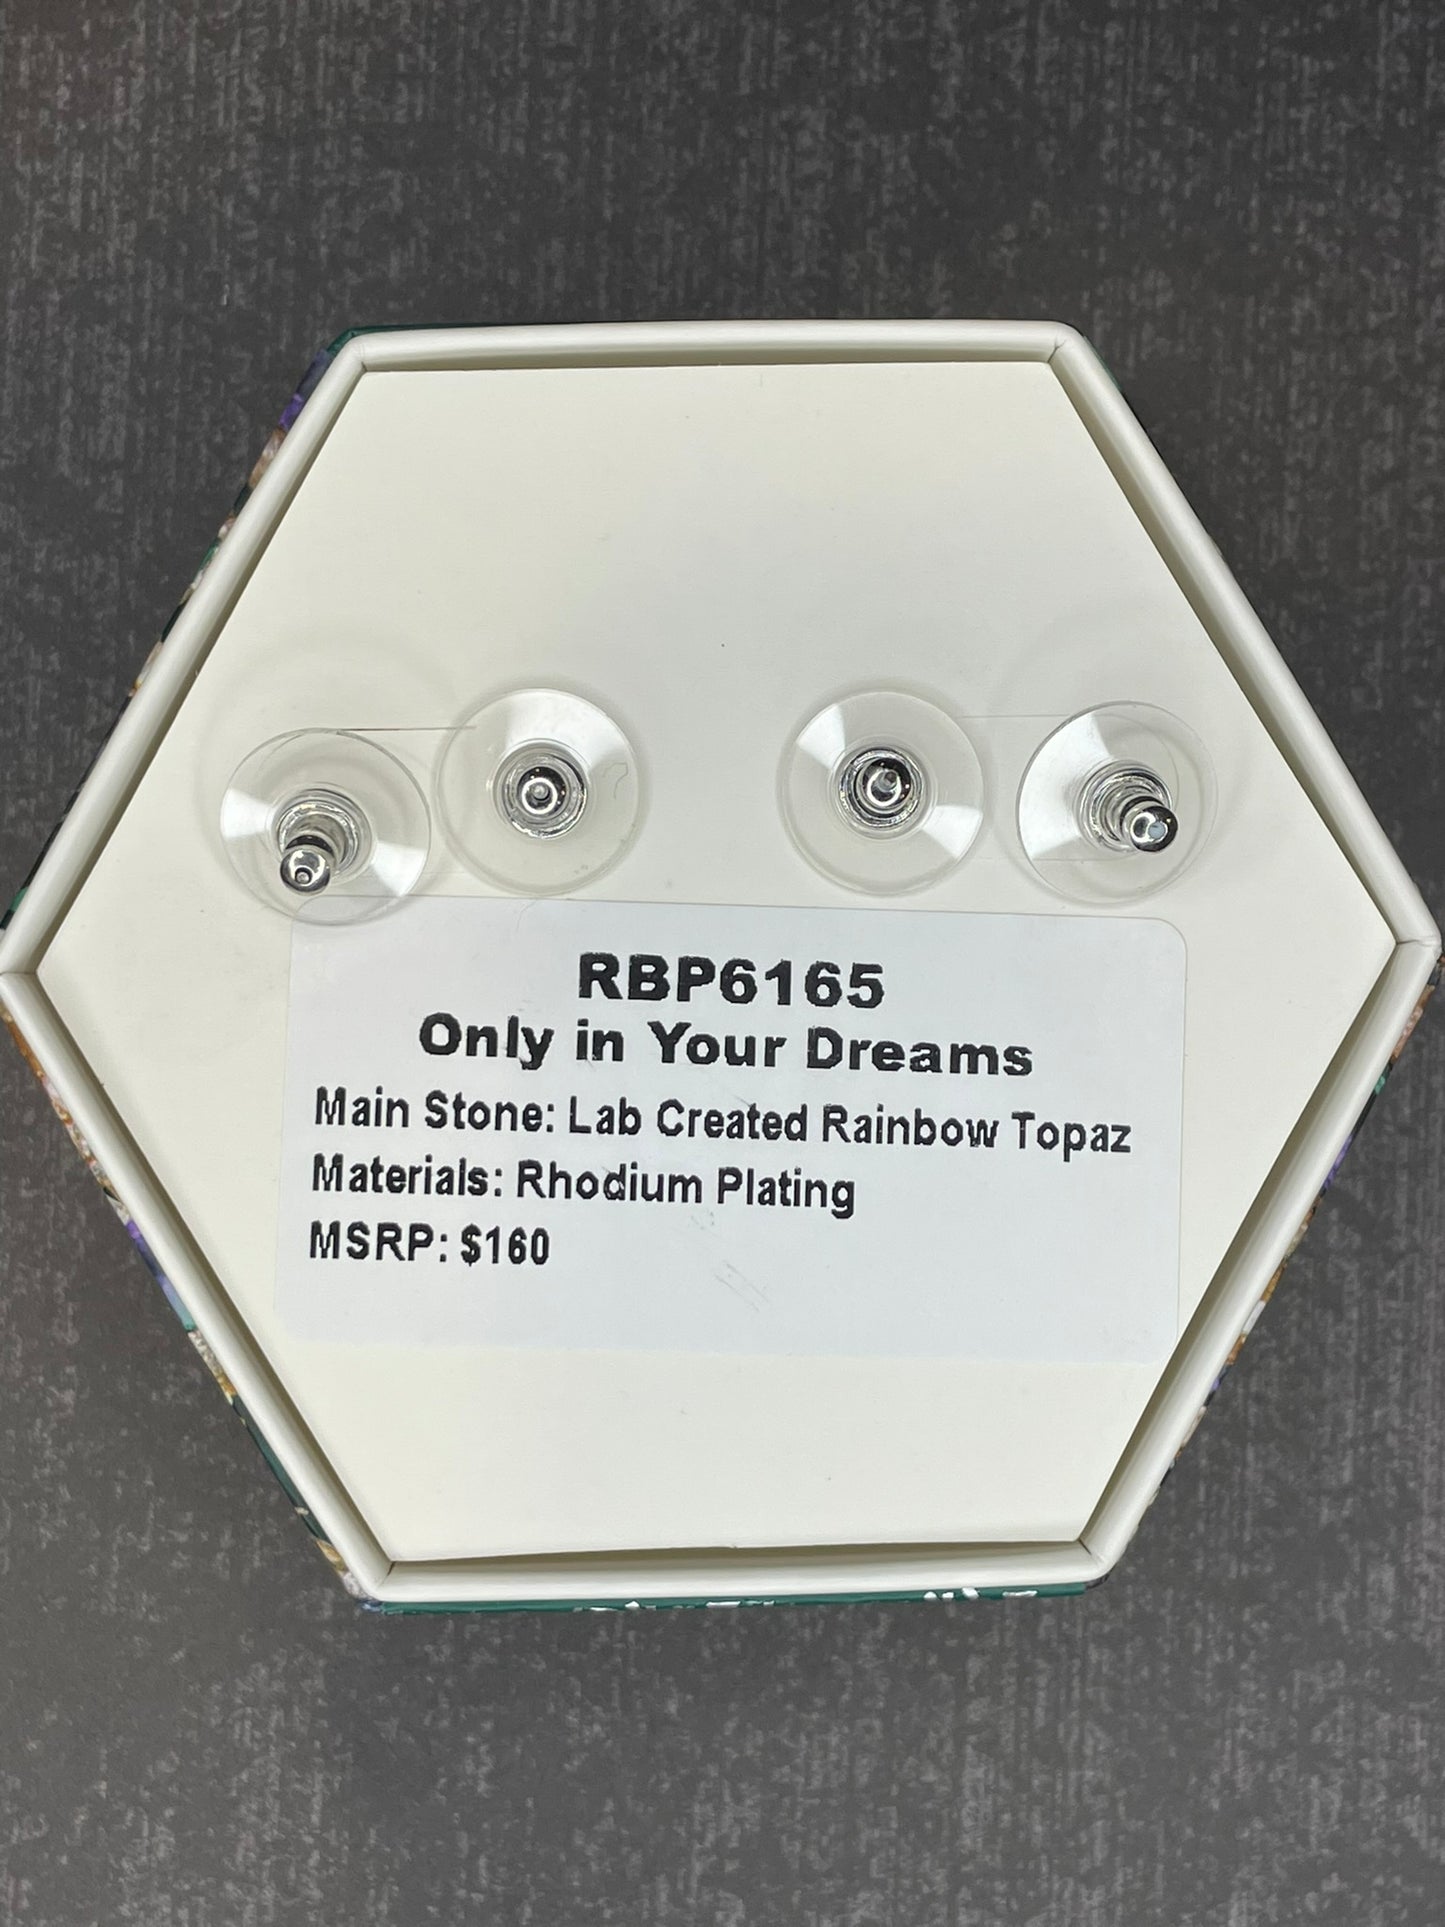 RBP6165
Only in Your Dreams
Main Stone: Lab Created Rainbow Topaz
Materials: Rhodium Plating
MSRP: $160